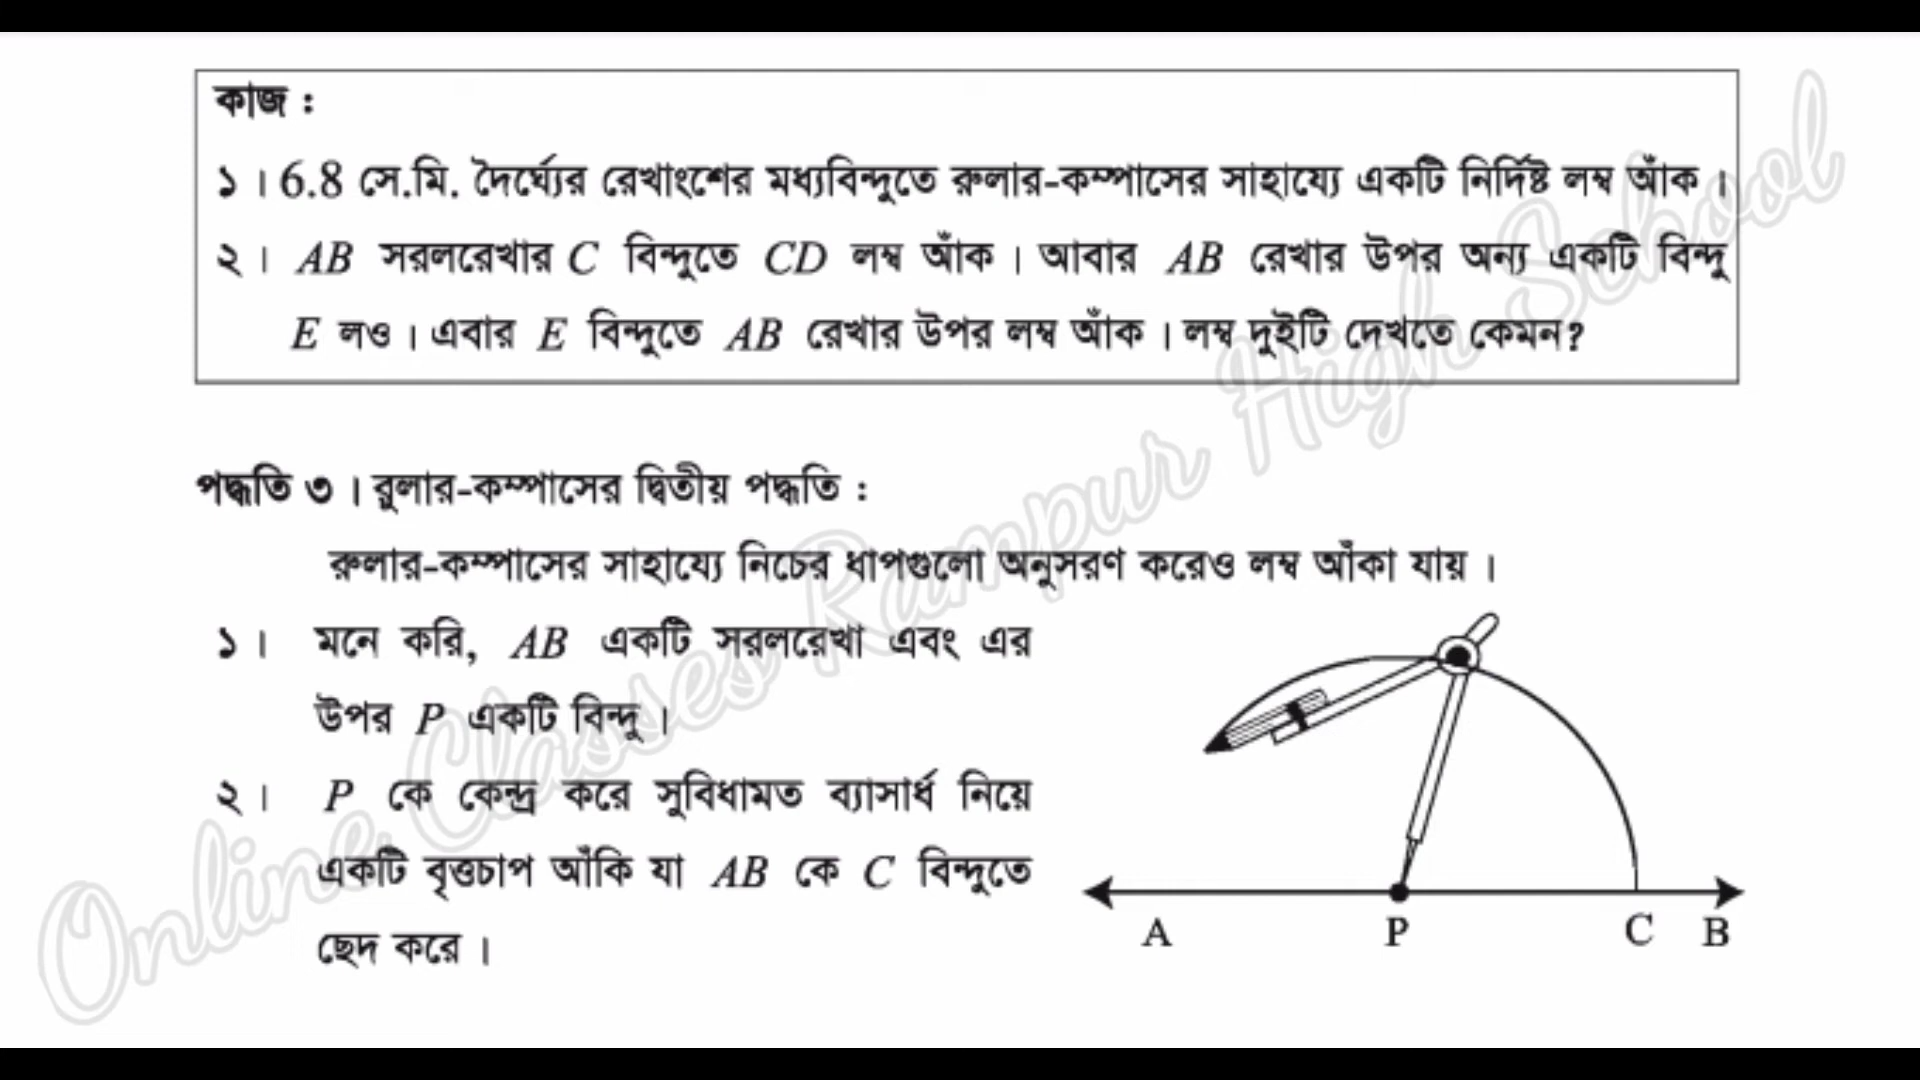 কাজ :
১। 6.8 সে.মি. দৈর্ঘ্যের রেখাংশের মধ্যবিন্দুতে রুলার-কম্পাসের সাহায্যে একটি নির্দিষ্ট লম্ব আঁক।
২। AB সরলরেখার C বিন্দুতে CD লম্ব আঁক। আবার AB রেখার উপর অন্য একটি বিন্দু
E লও। এবার E বিন্দুতে AB রেখার উপর লম্ব আঁক। লম্ব দুইটি দেখতে কেমন?
পদ্ধতি ৩। রুলার-কম্পাসের দ্বিতীয় পদ্ধতি :
রুলার-কম্পাসের সাহায্যে নিচের ধাপগুলো অনুসরণ করেও লম্ব আঁকা যায়।
১। মনে করি, AB একটি সরলরেখা এবং এর
উপর P একটি বিন্দু।
২। P কে কেন্দ্র করে সুবিধামত ব্যাসার্ধ নিয়ে
একটি বৃত্তচাপ আঁকি যা AB কে C বিন্দুতে
ছেদ করে।
A P C B
Online Classes Rampur High School